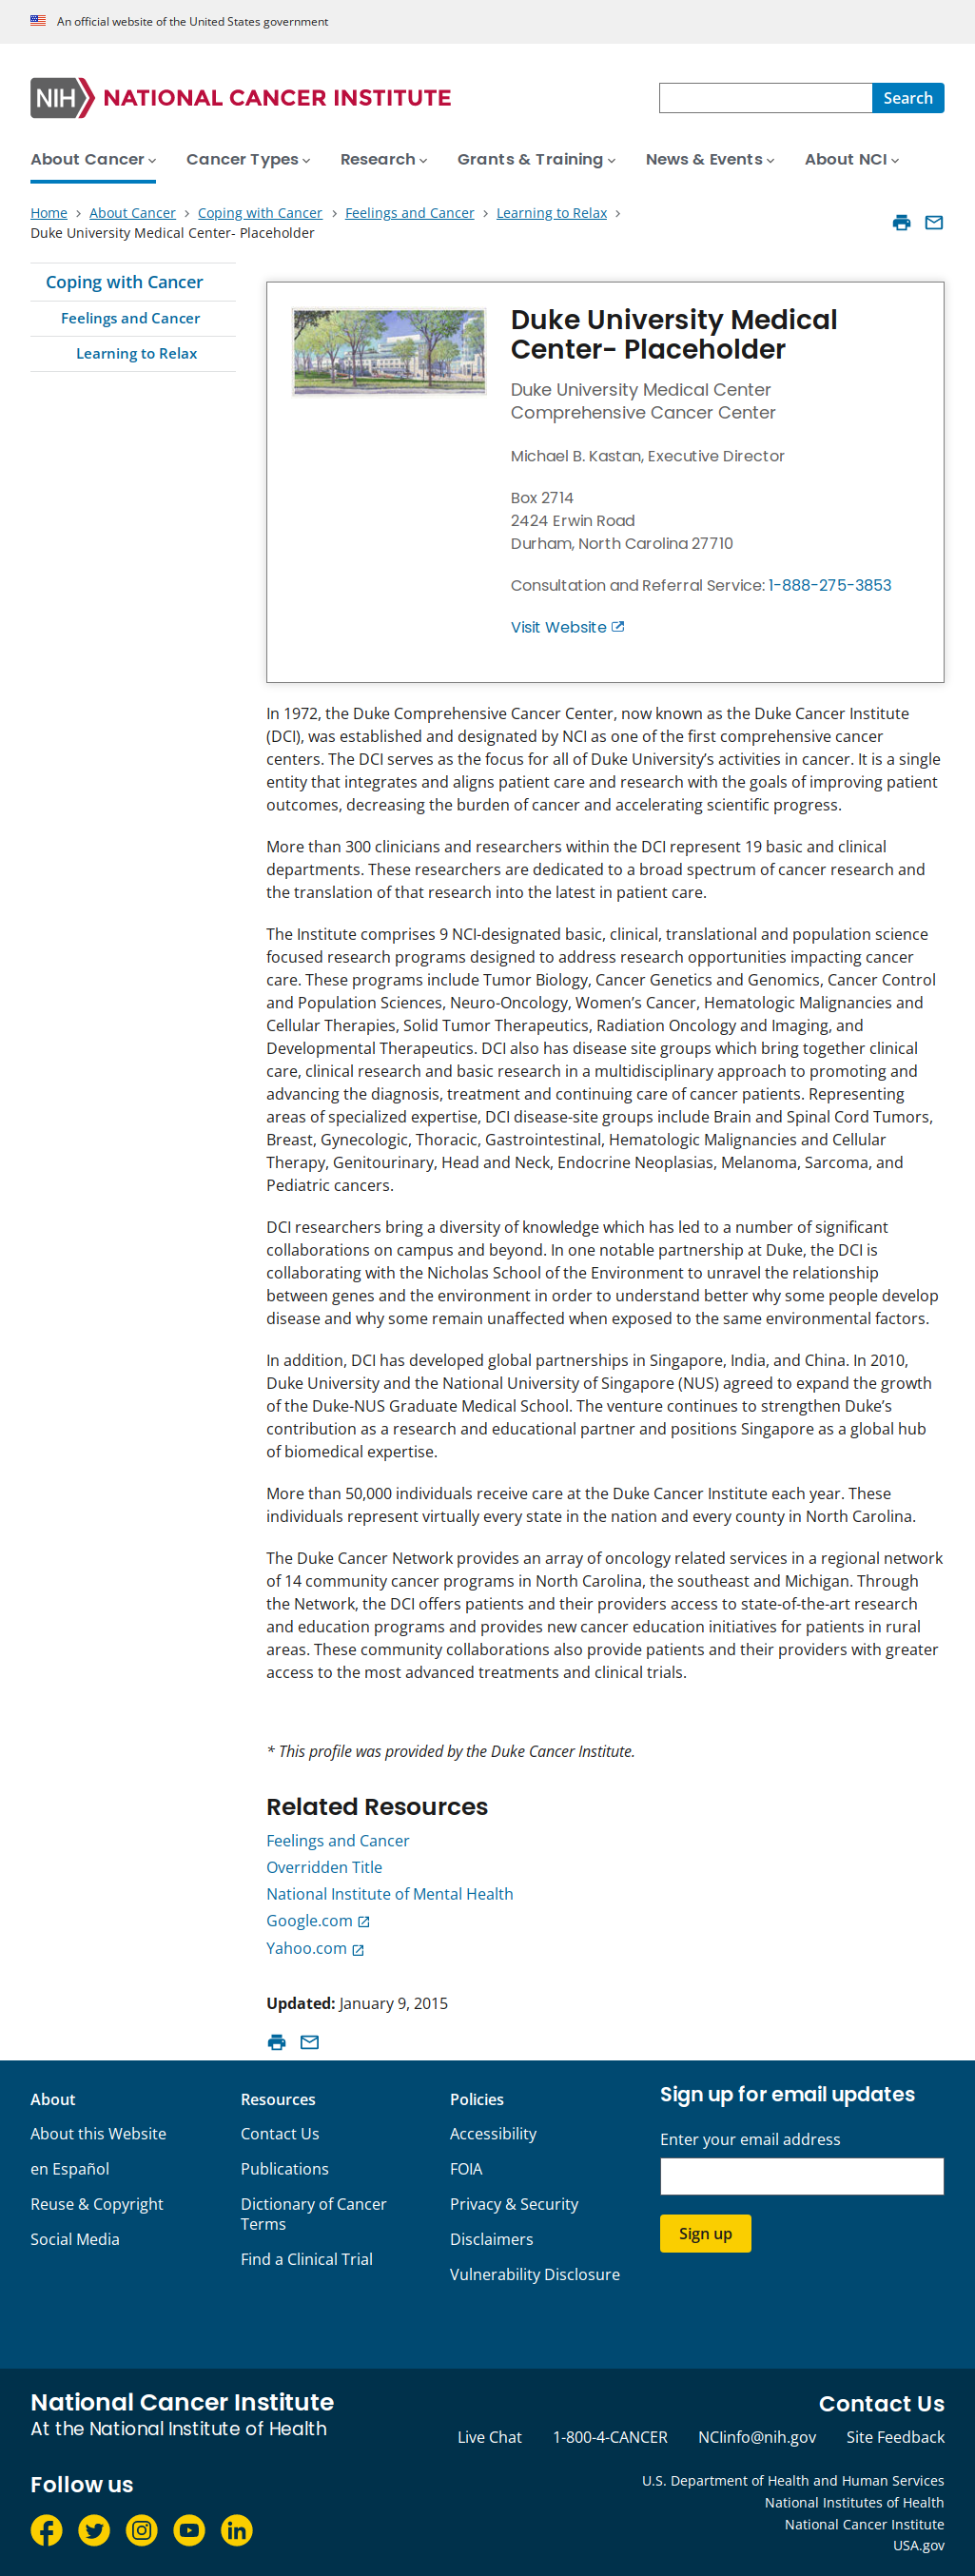 An official website of the United States government
NIH NATIONAL CANCER INSTITUTE
Search
About Cancer Cancer Types Research Grants & Training News & Events About NCI
Home > About Cancer > Coping with Cancer > Feelings and Cancer > Learning to Relax >
Duke University Medical Center- Placeholder
Coping with Cancer
Feelings and Cancer
Learning to Relax
Duke University Medical
Center- Placeholder
Duke University Medical Center
Comprehensive Cancer Center
Michael B. Kastan, Executive Director
Box 2714
2424 Erwin Road
Durham, North Carolina 27710
Consultation and Referral Service: 1-888-275-3853
Visit Website
In 1972, the Duke Comprehensive Cancer Center, now known as the Duke Cancer Institute
(DCI), was established and designated by NCI as one of the first comprehensive cancer
centers. The DCI serves as the focus for all of Duke University’s activities in cancer. It is a single
entity that integrates and aligns patient care and research with the goals of improving patient
outcomes, decreasing the burden of cancer and accelerating scientific progress.
More than 300 clinicians and researchers within the DCI represent 19 basic and clinical
departments. These researchers are dedicated to a broad spectrum of cancer research and
the translation of that research into the latest in patient care.
The Institute comprises 9 NCI-designated basic, clinical, translational and population science
focused research programs designed to address research opportunities impacting cancer
care. These programs include Tumor Biology, Cancer Genetics and Genomics, Cancer Control
and Population Sciences, Neuro-Oncology, Women’s Cancer, Hematologic Malignancies and
Cellular Therapies, Solid Tumor Therapeutics, Radiation Oncology and Imaging, and
Developmental Therapeutics. DCI also has disease site groups which bring together clinical
care, clinical research and basic research in a multidisciplinary approach to promoting and
advancing the diagnosis, treatment and continuing care of cancer patients. Representing
areas of specialized expertise, DCI disease-site groups include Brain and Spinal Cord Tumors,
Breast, Gynecologic, Thoracic, Gastrointestinal, Hematologic Malignancies and Cellular
Therapy, Genitourinary, Head and Neck, Endocrine Neoplasias, Melanoma, Sarcoma, and
Pediatric cancers.
DCI researchers bring a diversity of knowledge which has led to a number of significant
collaborations on campus and beyond. In one notable partnership at Duke, the DCI is
collaborating with the Nicholas School of the Environment to unravel the relationship
between genes and the environment in order to understand better why some people develop
disease and why some remain unaffected when exposed to the same environmental factors.
In addition, DCI has developed global partnerships in Singapore, India, and China. In 2010,
Duke University and the National University of Singapore (NUS) agreed to expand the growth
of the Duke-NUS Graduate Medical School. The venture continues to strengthen Duke’s
contribution as a research and educational partner and positions Singapore as a global hub
of biomedical expertise.
More than 50,000 individuals receive care at the Duke Cancer Institute each year. These
individuals represent virtually every state in the nation and every county in North Carolina.
The Duke Cancer Network provides an array of oncology related services in a regional network
of 14 community cancer programs in North Carolina, the southeast and Michigan. Through
the Network, the DCI offers patients and their providers access to state-of-the-art research
and education programs and provides new cancer education initiatives for patients in rural
areas. These community collaborations also provide patients and their providers with greater
access to the most advanced treatments and clinical trials.
* This profile was provided by the Duke Cancer Institute.
Related Resources
Feelings and Cancer
Overridden Title
National Institute of Mental Health
Google.com
Yahoo.com
Updated: January 9, 2015
About
About this Website
en Español
Reuse & Copyright
Social Media
Resources
Contact Us
Publications
Dictionary of Cancer
Terms
Find a Clinical Trial
Policies
Accessibility
FOIA
Privacy & Security
Disclaimers
Vulnerability Disclosure
Sign up for email updates
Enter your email address
Sign up
National Cancer Institute
At the National Institute of Health
Contact Us
Live Chat 1-800-4-CANCER NCIinfo@nih.gov Site Feedback
Follow us
U.S. Department of Health and Human Services
National Institutes of Health
National Cancer Institute
USA.gov